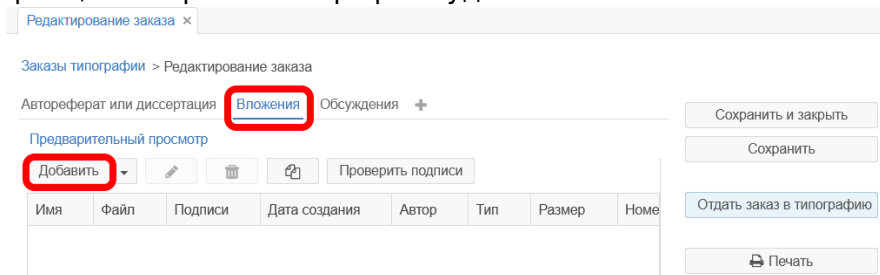 Редактирование заказа ×
Заказы типографии > Редактирование заказа
Автореферат или диссертация Вложения Обсуждения +
Сохранить и закрыть
Предварительный просмотр
Сохранить
Добавить Проверить подписи
Имя Файл Подписи Дата создания Автор Тип Размер Номе
Отдать заказ в типографию
Печать